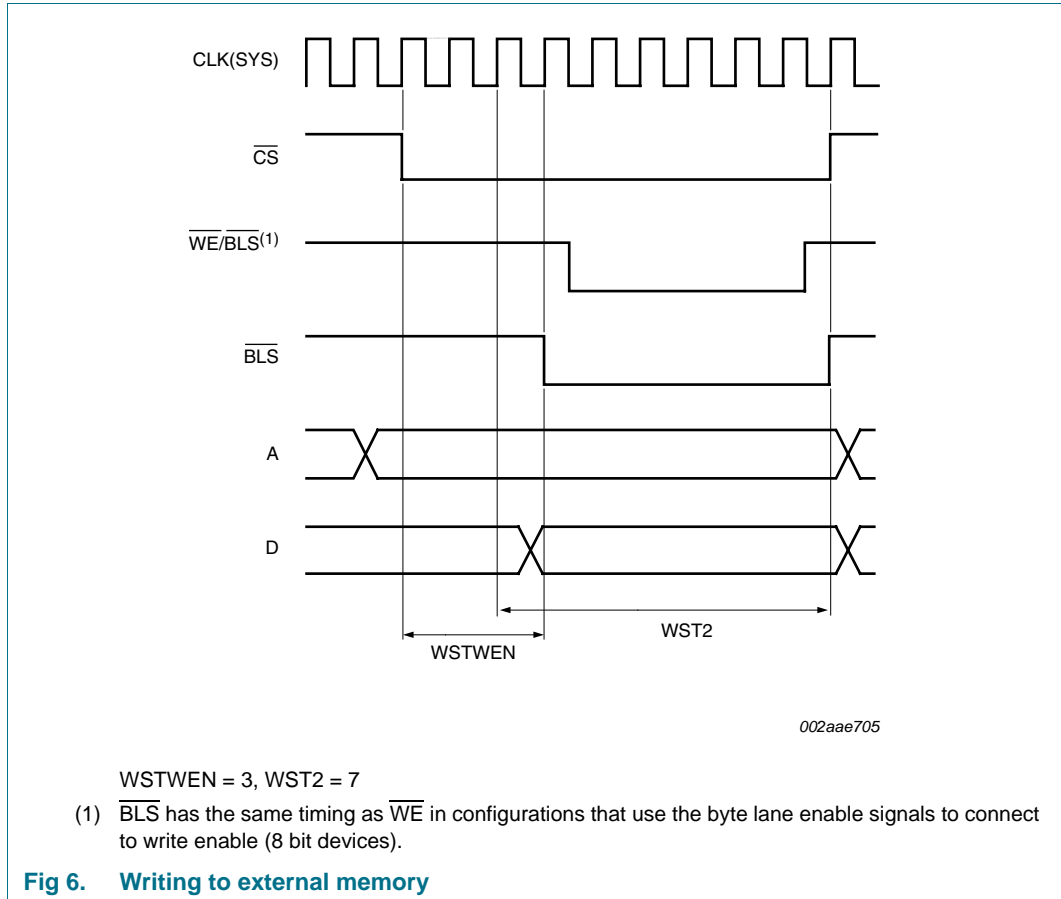 CLK(SYS)
CS
WE/BLS(1)
BLS
A
D
WST2
WSTWEN
002aae705
WSTWEN = 3, WST2 = 7
(1) BLS has the same timing as WE in configurations that use the byte lane enable signals to connect
to write enable (8 bit devices).
Fig 6. Writing to external memory